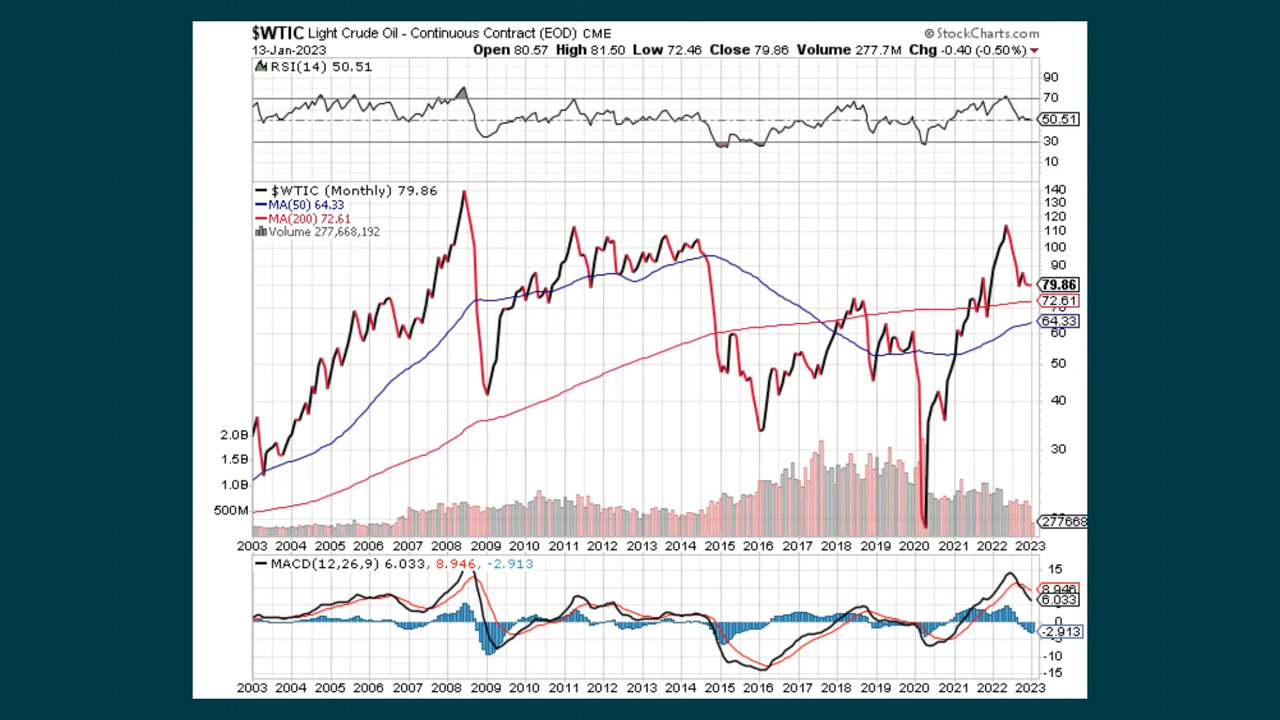 $WTIC Light Crude Oil - Continuous Contract (EOD) CME
© StockCharts.com
13-Jan-2023
Open 80.57 High 81.50 Low 72.46 Close 79.86 Volume 277.7M Chg -0.40 (-0.50%)
RSI(14) 50.51
90
70
50.51
30
10
$WTIC (Monthly) 79.86
MA(50) 64.33
MA(200) 72.61
Volume 277,668,192
140
130
120
110
100
90
79.86
72.61
64.33
60
50
40
30
277668
2.0B
1.5B
1.0B
500M
2003 2004 2005 2006 2007 2008 2009 2010 2011 2012 2013 2014 2015 2016 2017 2018 2019 2020 2021 2022 2023
MACD(12,26,9) 6.033, 8.946, -2.913
15
8.946
6.033
0
-2.913
-10
-15
2003 2004 2005 2006 2007 2008 2009 2010 2011 2012 2013 2014 2015 2016 2017 2018 2019 2020 2021 2022 2023